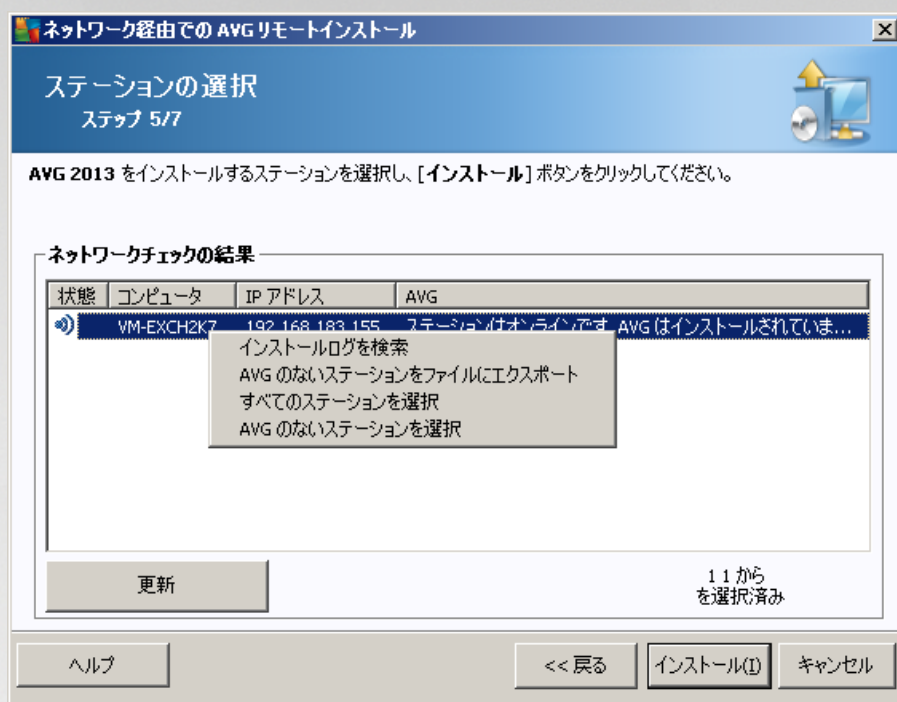 ネットワーク経由での AVG リモートインストール
ステーションの選択
ステップ 5/7
AVG 2013 をインストールするステーションを選択し、[インストール] ボタンをクリックしてください。
ネットワークチェックの結果
状態 コンピュータ IP アドレス AVG
VM-EXCH2K7 192.168.183.155 ステーションはオンラインです。AVG はインストールされていま...
インストールログを検索
AVG のないステーションをファイルにエクスポート
すべてのステーションを選択
AVG のないステーションを選択
更新
1 1 から
を選択済み
ヘルプ
<< 戻る
インストール(I)
キャンセル